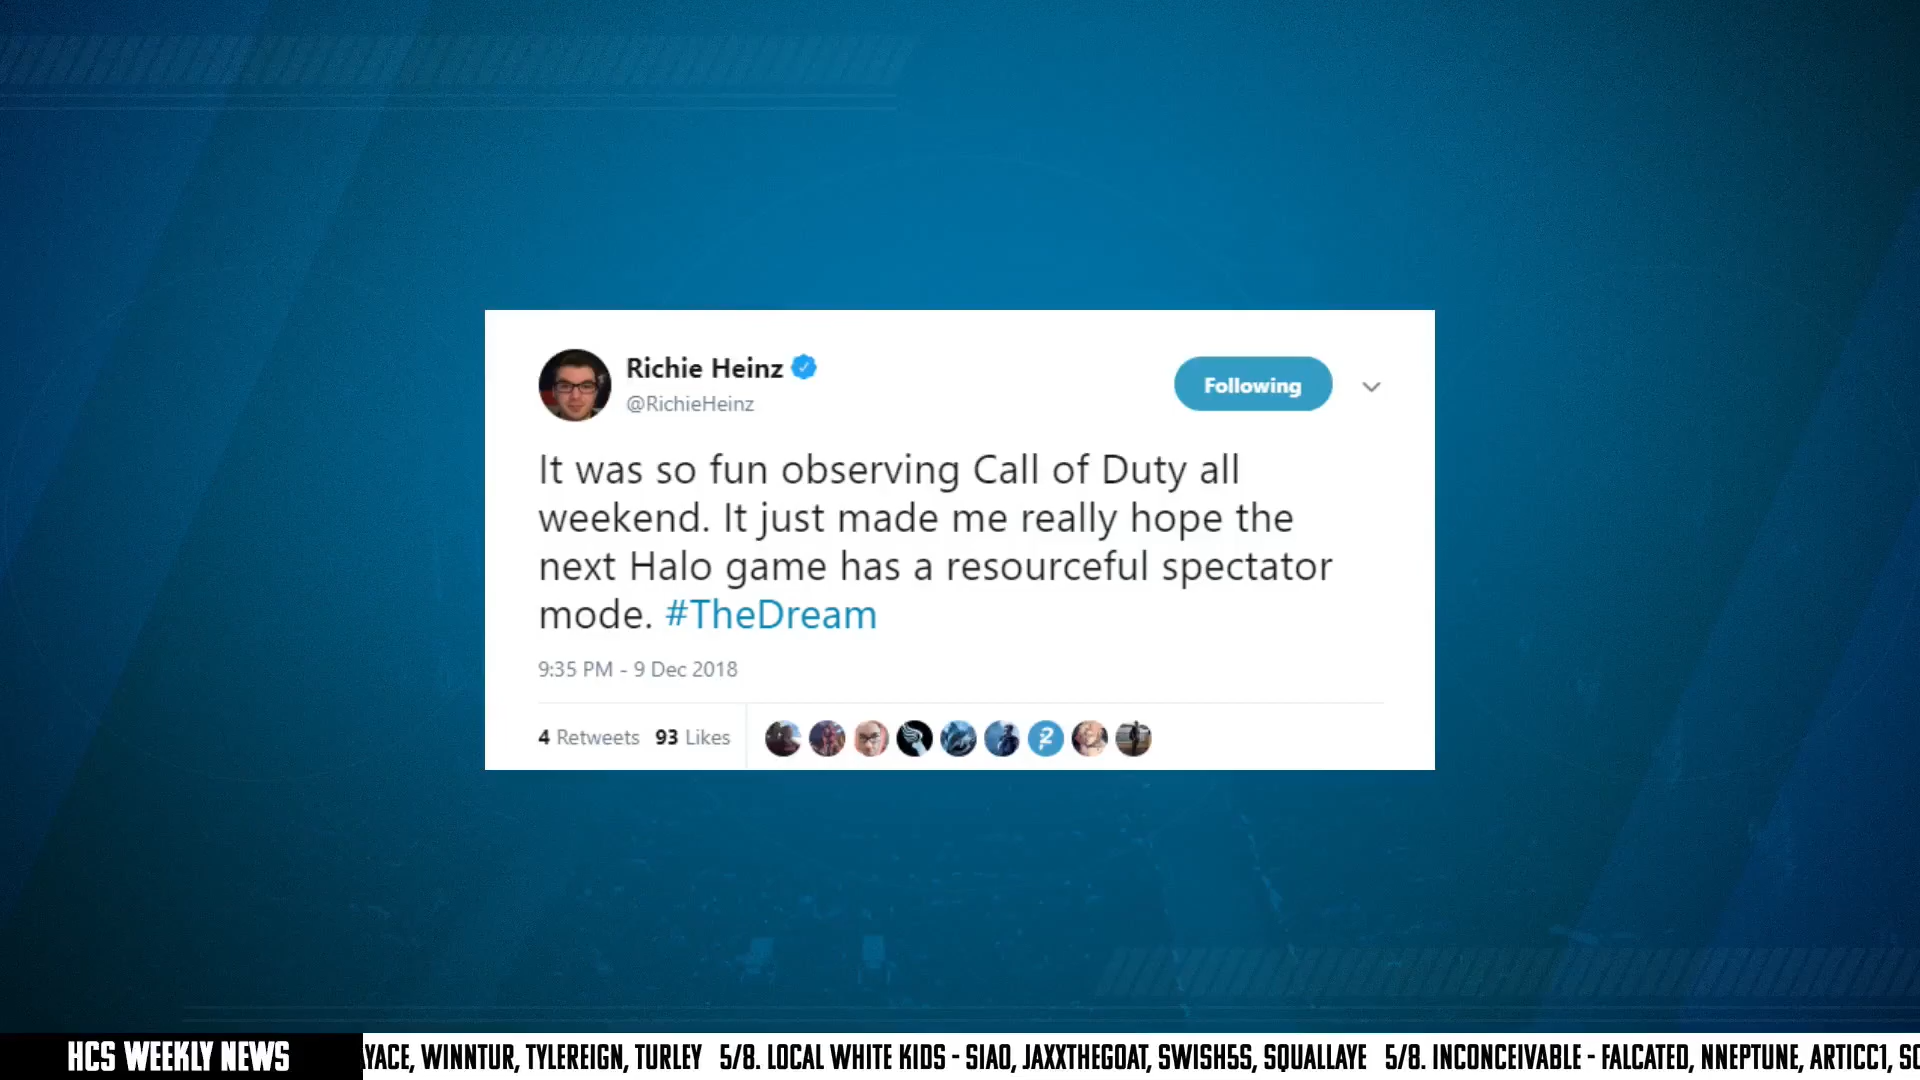 Richie Heinz
@RichieHeinz
Following
It was so fun observing Call of Duty all
weekend. It just made me really hope the
next Halo game has a resourceful spectator
mode. #TheDream
9:35 PM - 9 Dec 2018
4 Retweets 93 Likes
2
HCS WEEKLY NEWS
YACE, WINNTUR, TYLEREIGN, TURLEY 5/8. LOCAL WHITE KIDS - SIAO, JAXXTHEGOAT, SWISH5S, SQUALLAYE 5/8. INCONCEIVABLE - FALCATED, NNEPTUNE, ARTICC1,